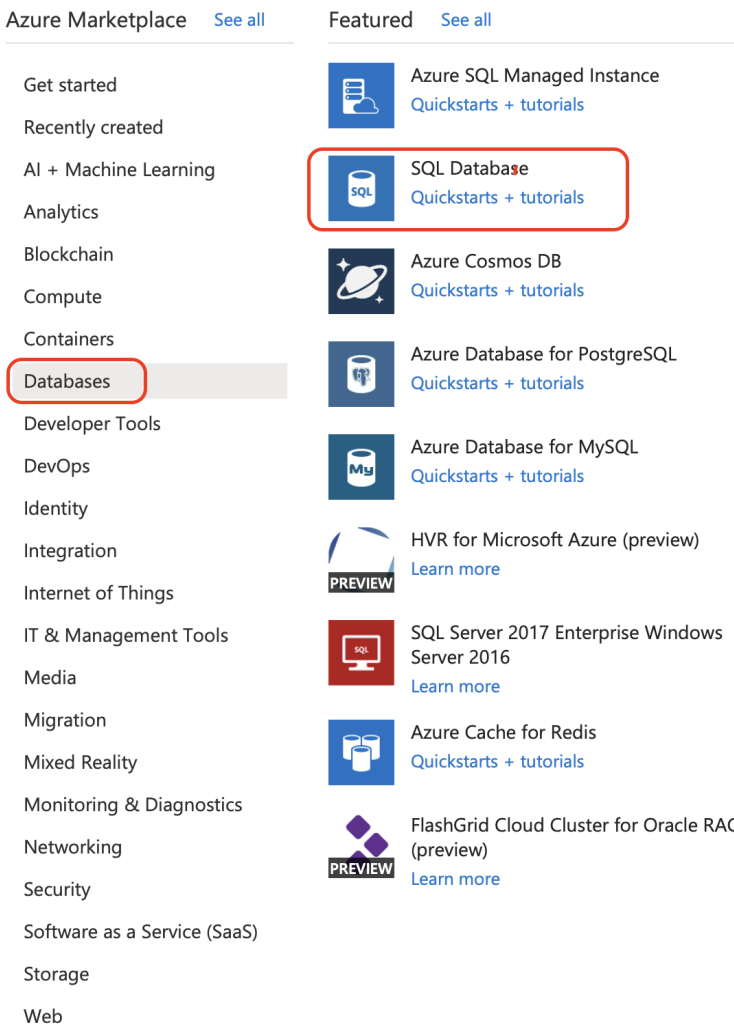 Azure Marketplace See all
Get started
Recently created
AI + Machine Learning
Analytics
Blockchain
Compute
Containers
Databases
Developer Tools
DevOps
Identity
Integration
Internet of Things
IT & Management Tools
Media
Migration
Mixed Reality
Monitoring & Diagnostics
Networking
Security
Software as a Service (SaaS)
Storage
Web
Featured See all
Azure SQL Managed Instance
Quickstarts + tutorials
SQL
SQL Database
Quickstarts + tutorials
Azure Cosmos DB
Quickstarts + tutorials
Azure Database for PostgreSQL
Quickstarts + tutorials
My
Azure Database for MySQL
Quickstarts + tutorials
PREVIEW
HVR for Microsoft Azure (preview)
Learn more
SQL
SQL Server 2017 Enterprise Windows
Server 2016
Learn more
Azure Cache for Redis
Quickstarts + tutorials
PREVIEW
FlashGrid Cloud Cluster for Oracle RAC
(preview)
Learn more